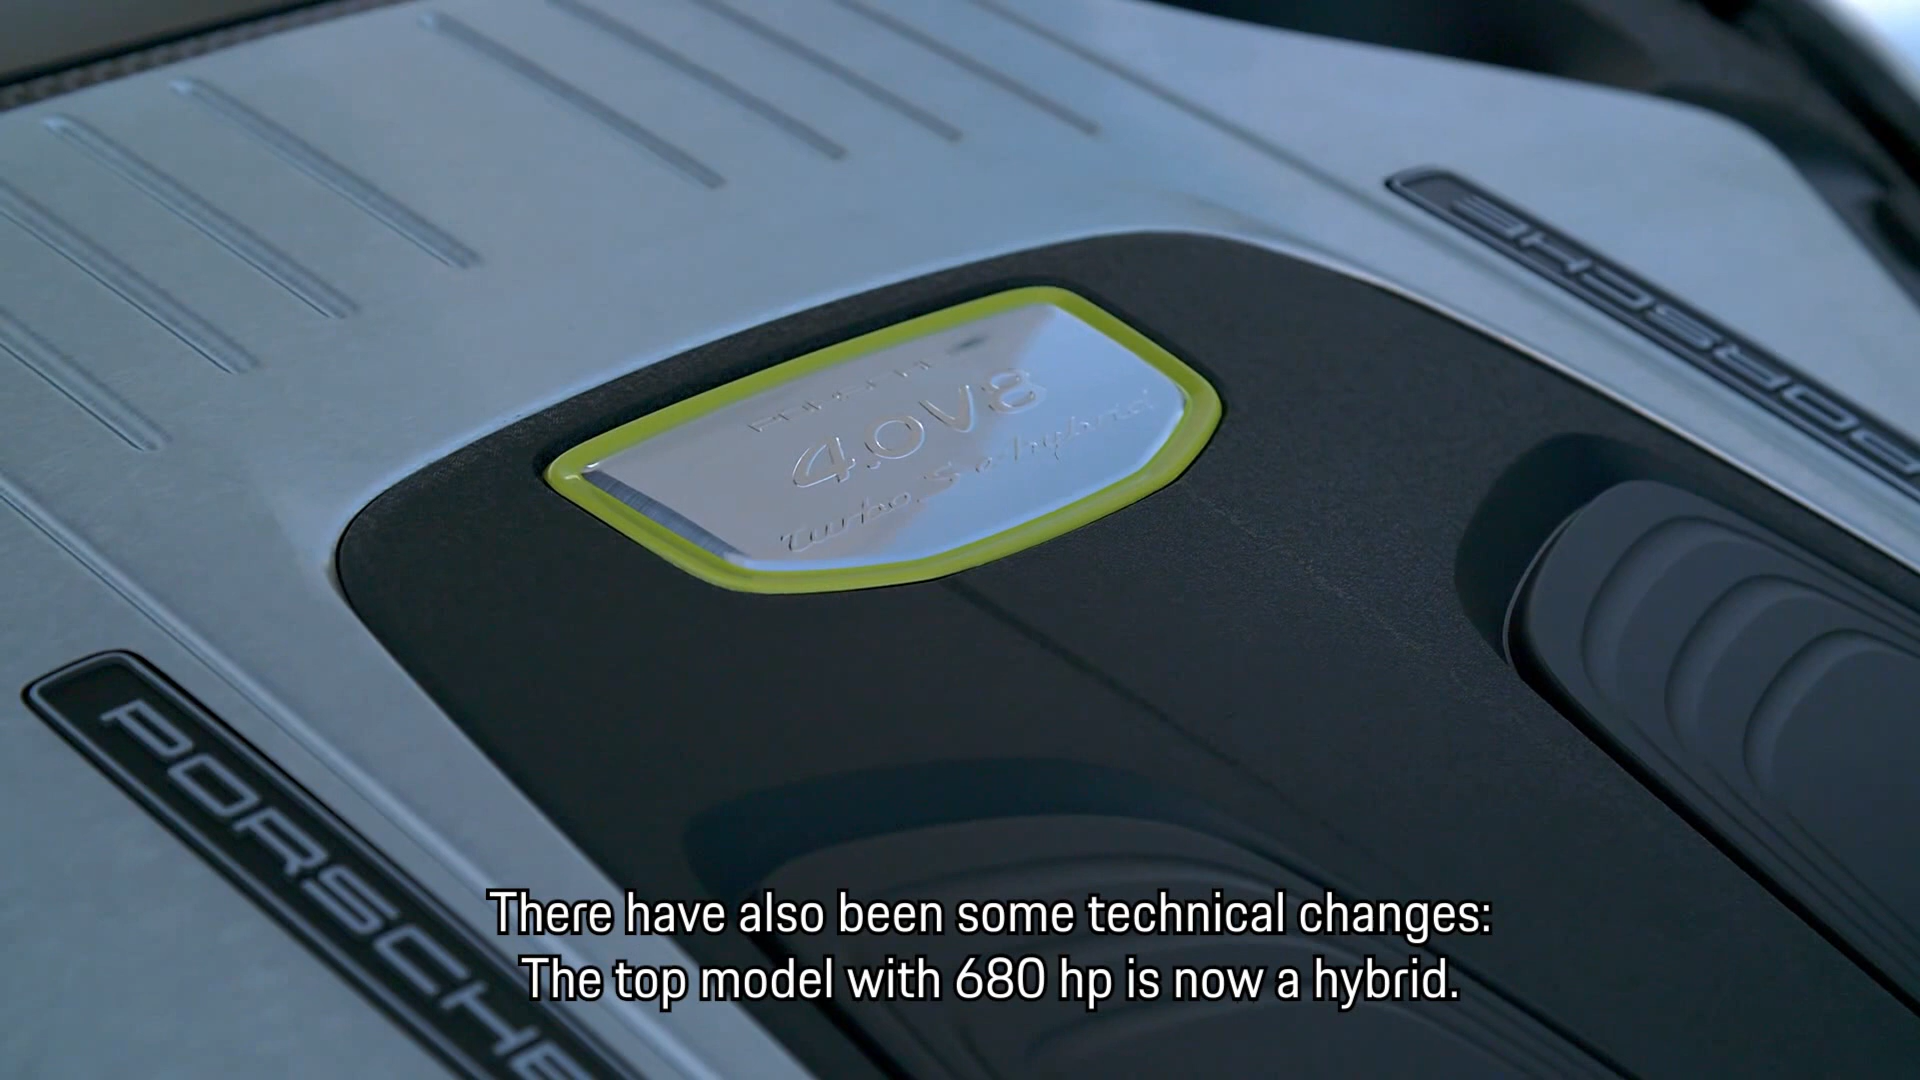 PORSCHE
PORSCHE
4.0V8
Turbo S e-hybrid
PORSCHE
There have also been some technical changes:
The top model with 680 hp is now a hybrid.